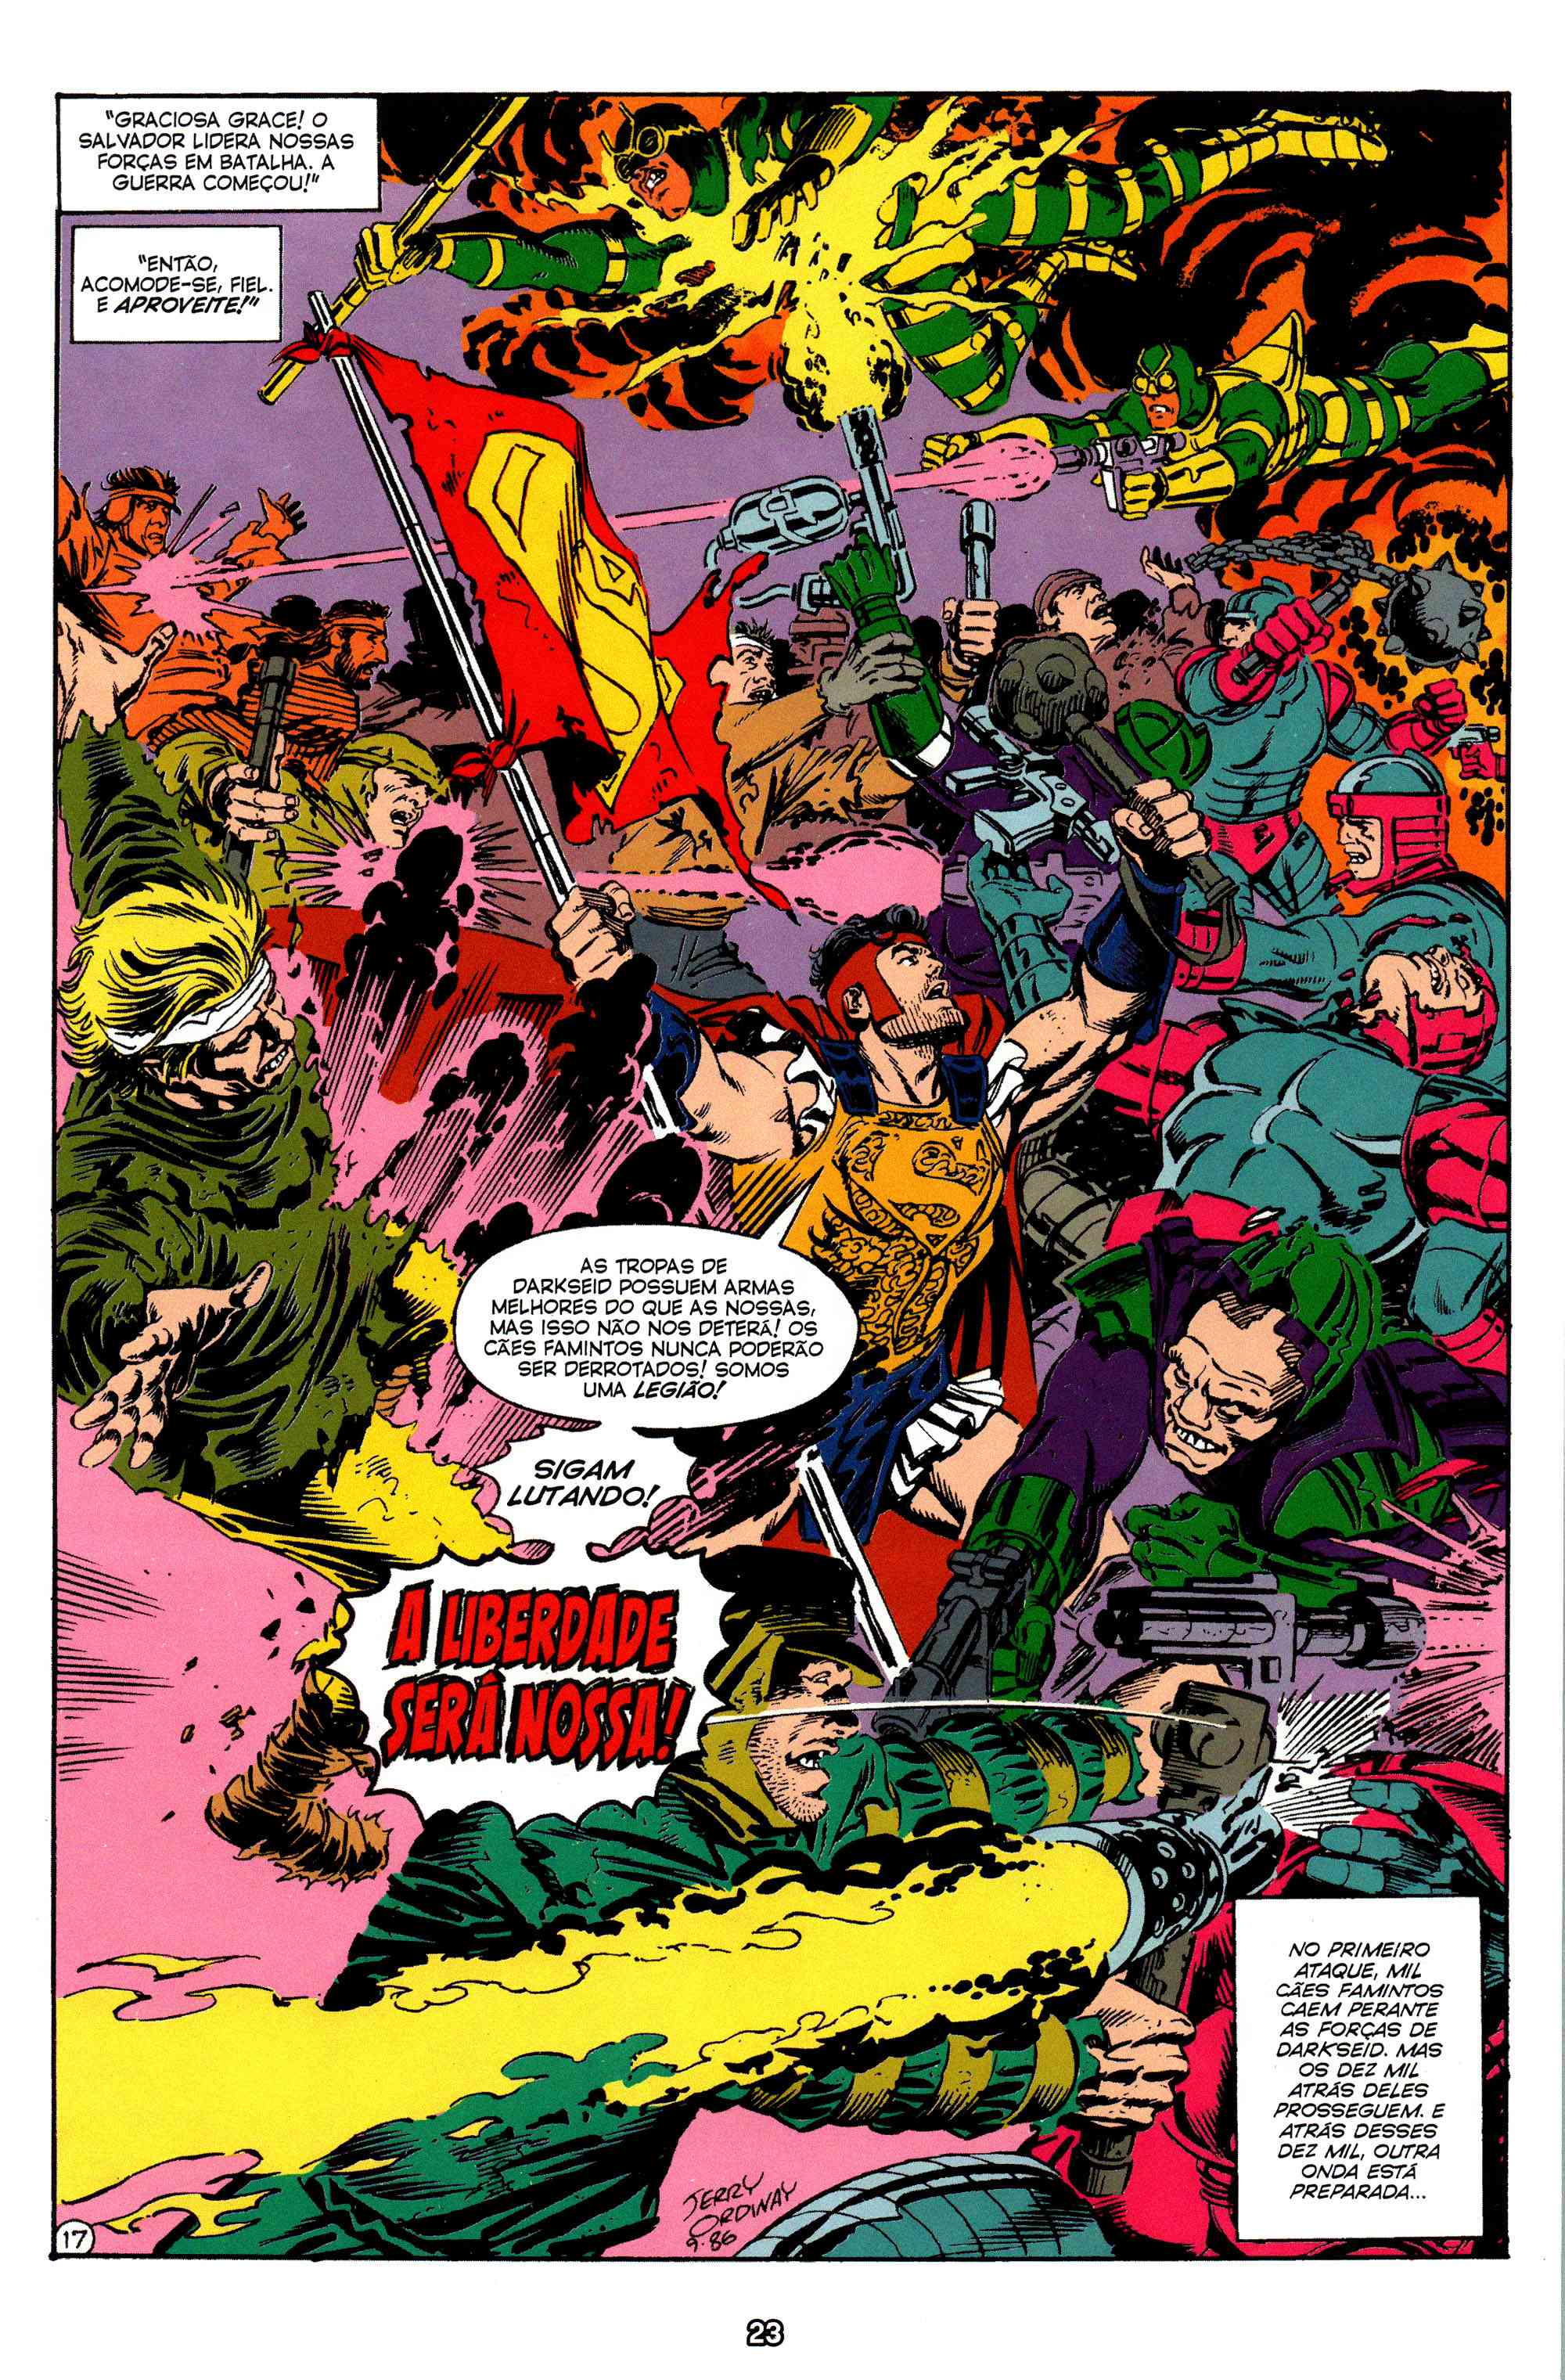 "GRACIOSA GRACE! O
SALVADOR LIDERA NOSSAS
FORÇAS EM BATALHA. A
GUERRA COMEÇOU!"
"ENTÃO,
ACOMODE-SE, FIEL.
E APROVEITE!"
AS TROPAS DE
DARKSEID POSSUEM ARMAS
MELHORES DO QUE AS NOSSAS,
MAS ISSO NÃO NOS DETERÁ! OS
CÃES FAMINTOS NUNCA PODERÃO
SER DERROTADOS! SOMOS
UMA LEGIÃO!
SIGAM
LUTANDO!
A LIBERDADE
SERÁ NOSSA!
NO PRIMEIRO
ATAQUE, MIL
CÃES FAMINTOS
CAEM PERANTE
AS FORÇAS DE
DARKSEID. MAS
OS DEZ MIL
ATRÁS DELES
PROSSEGUEM. E
ATRÁS DESSES
DEZ MIL, OUTRA
ONDA ESTÁ
PREPARADA...
JERRY
ORDWAY
9·86
17
23